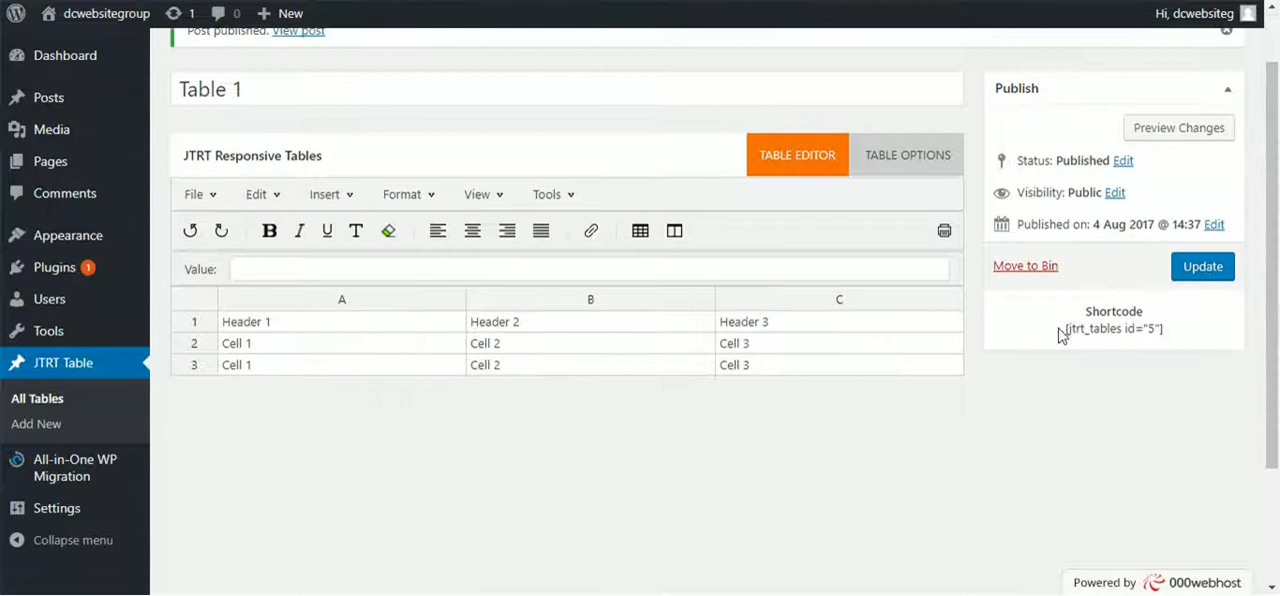 dcwebsitegroup 1 0 New Hi, dcwebsiteg
Post published. View post
Dashboard
Posts
Media
Pages
Comments
Appearance
Plugins 1
Users
Tools
JTRT Table
All Tables
Add New
All-in-One WP
Migration
Settings
Collapse menu
Table 1
JTRT Responsive Tables TABLE EDITOR TABLE OPTIONS
File Edit Insert Format View Tools
B I U T
Value:
A B C
1 Header 1 Header 2 Header 3
2 Cell 1 Cell 2 Cell 3
3 Cell 1 Cell 2 Cell 3
Publish
Preview Changes
Status: Published Edit
Visibility: Public Edit
Published on: 4 Aug 2017 @ 14:37 Edit
Move to Bin Update
Shortcode
[jtrt_tables id="5"]
Powered by 000webhost